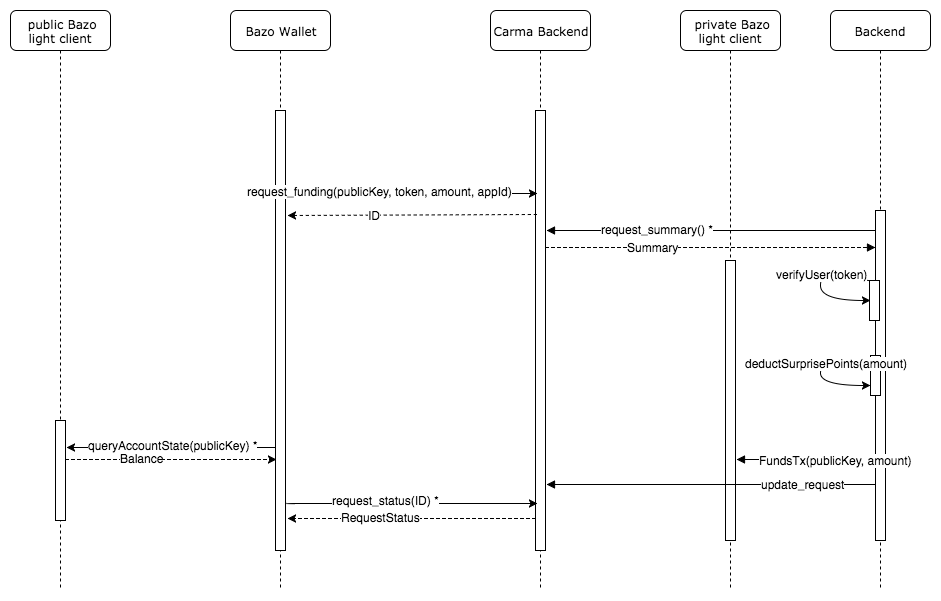 public Bazo
light client
Bazo Wallet
Carma Backend
private Bazo
light client
Backend
request_funding(publicKey, token, amount, appId)
ID
request_summary() *
Summary
verifyUser(token)
deductSurprisePoints(amount)
queryAccountState(publicKey) *
Balance
FundsTx(publicKey, amount)
update_request
request_status(ID) *
RequestStatus